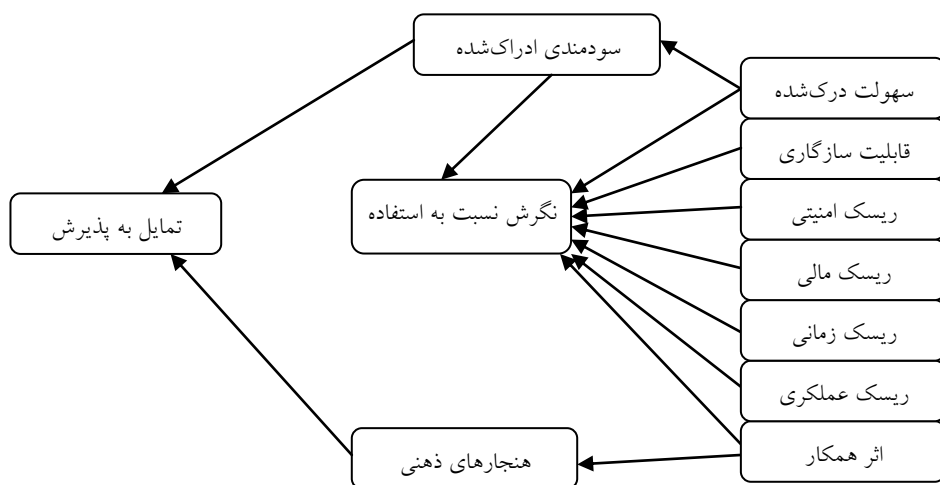 سودمندی ادراک‌شده
سهولت درک‌شده
قابلیت سازگاری
نگرش نسبت به استفاده
ریسک امنیتی
تمایل به پذیرش
ریسک مالی
ریسک زمانی
ریسک عملکری
اثر همکار
هنجارهای ذهنی